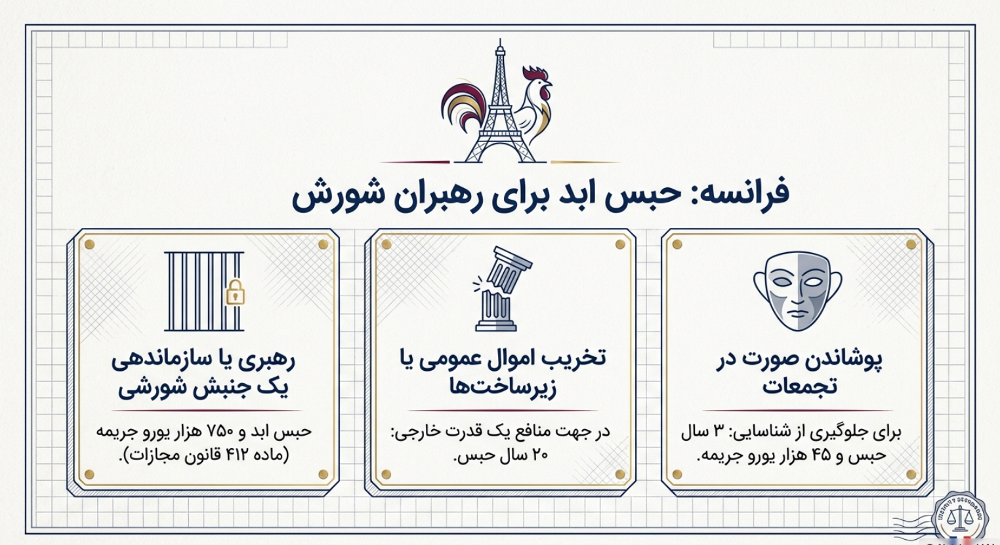 فرانسه: حبس ابد برای رهبران شورش
پوشاندن صورت در
تجمعات
برای جلوگیری از شناسایی: ۳ سال
حبس و ۴۵ هزار یورو جریمه.
تخریب اموال عمومی یا
زیرساخت‌ها
در جهت منافع یک قدرت خارجی:
۲۰ سال حبس.
رهبری یا سازماندهی
یک جنبش شورشی
حبس ابد و ۷۵۰ هزار یورو جریمه
(ماده ۴۱۲ قانون مجازات).